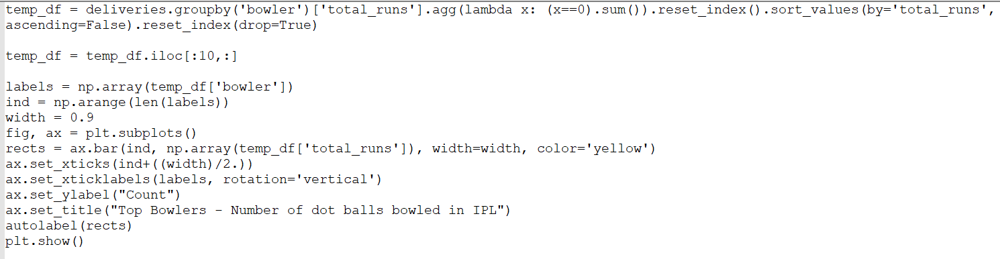 temp_df = deliveries.groupby('bowler')['total_runs'].agg(lambda x: (x==0).sum()).reset_index().sort_values(by='total_runs',
ascending=False).reset_index(drop=True)
temp_df = temp_df.iloc[:10,:]
labels = np.array(temp_df['bowler'])
ind = np.arange(len(labels))
width = 0.9
fig, ax = plt.subplots()
rects = ax.bar(ind, np.array(temp_df['total_runs']), width=width, color='yellow')
ax.set_xticks(ind+((width)/2.))
ax.set_xticklabels(labels, rotation='vertical')
ax.set_ylabel("Count")
ax.set_title("Top Bowlers - Number of dot balls bowled in IPL")
autolabel(rects)
plt.show()